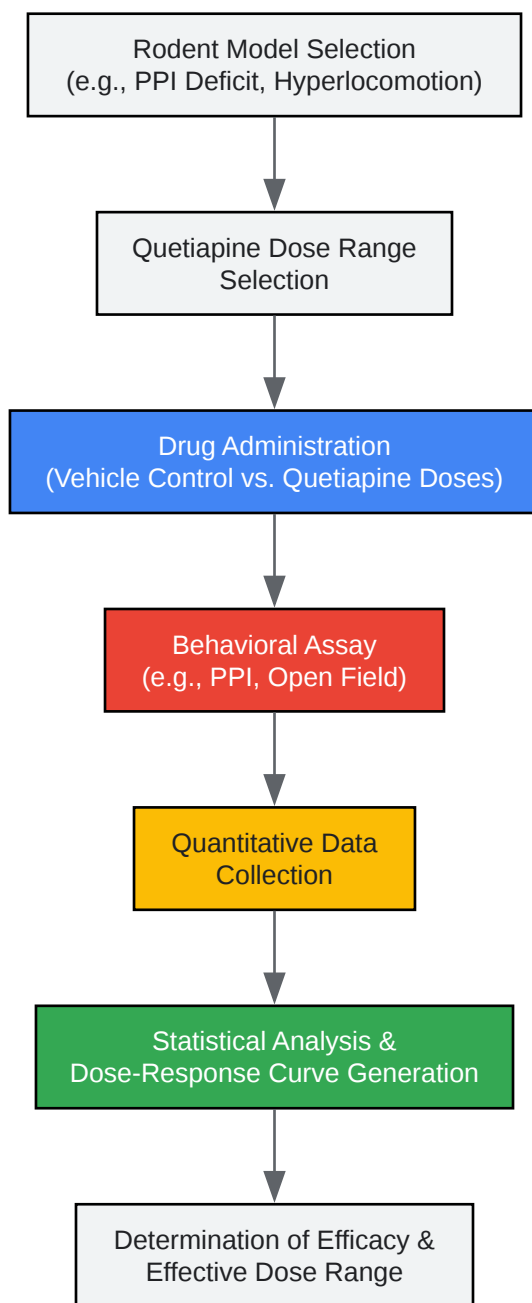 Rodent Model Selection
(e.g., PPI Deficit, Hyperlocomotion)
Quetiapine Dose Range
Selection
Drug Administration
(Vehicle Control vs. Quetiapine Doses)
Behavioral Assay
(e.g., PPI, Open Field)
Quantitative Data
Collection
Statistical Analysis &
Dose-Response Curve Generation
Determination of Efficacy &
Effective Dose Range